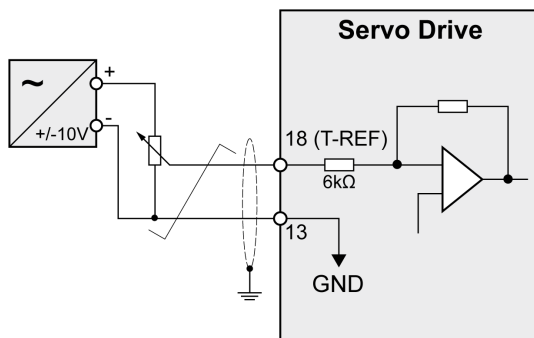 Servo Drive
+
~
-
+/-10V
18 (T-REF)
6kΩ
13
GND